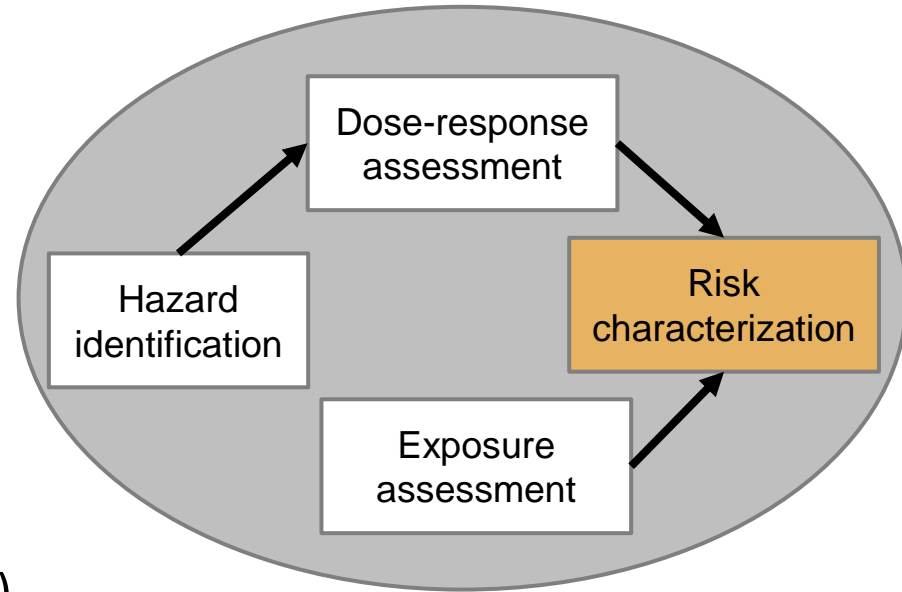 Dose-response
assessment
Hazard
identification
Risk
characterization
Exposure
assessment
)